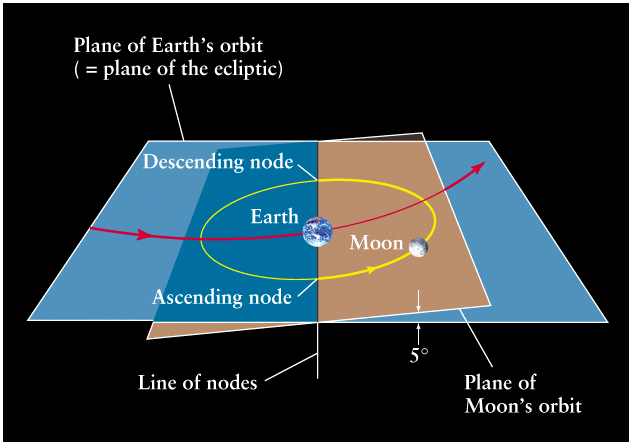 Plane of Earth's orbit
( = plane of the ecliptic)
Descending node
Earth
Moon
Ascending node
5°
Line of nodes
Plane of
Moon's orbit